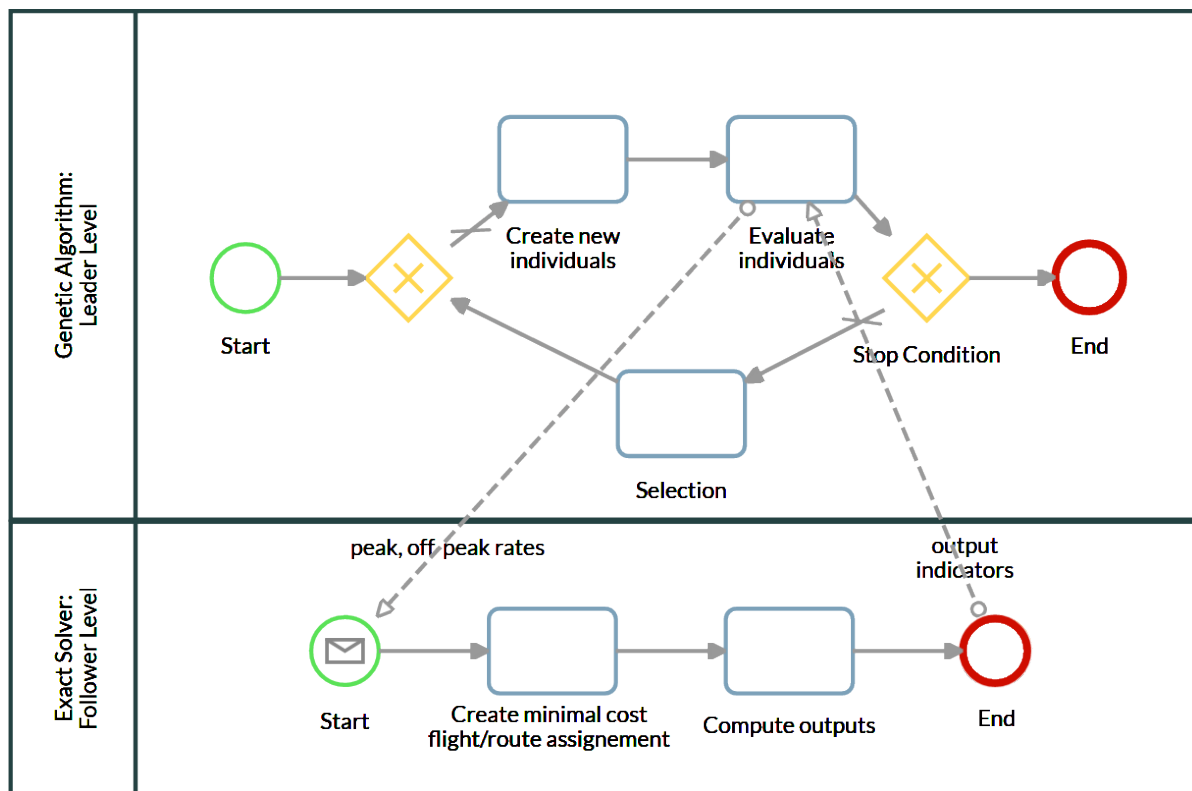 Genetic Algorithm:
Leader Level
Create new
individuals
Evaluate
individuals
Start
Stop Condition
End
Selection
Exact Solver:
Follower Level
peak, off peak rates
output
indicators
Start
Create minimal cost
flight/route assignement
Compute outputs
End